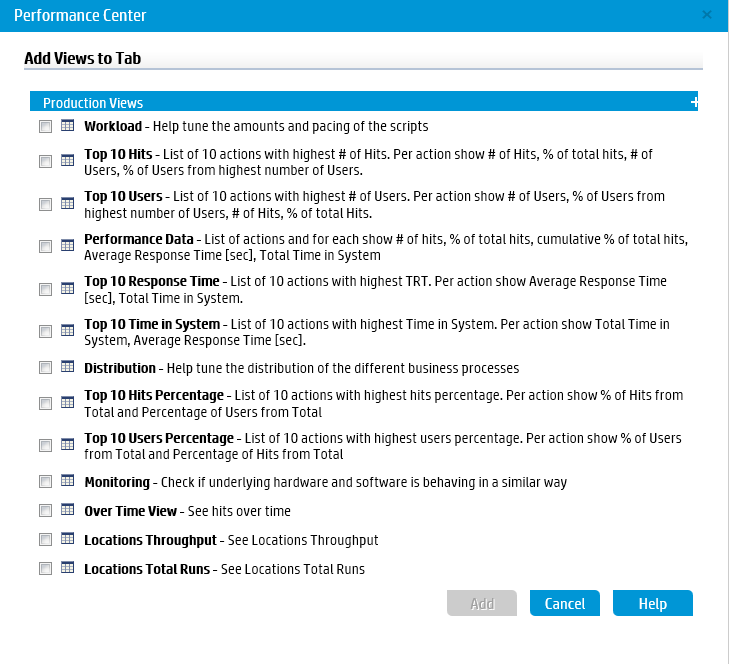 Performance Center
×
Add Views to Tab
Production Views +
Workload - Help tune the amounts and pacing of the scripts
Top 10 Hits - List of 10 actions with highest # of Hits. Per action show # of Hits, % of total hits, # of
Users, % of Users from highest number of Users.
Top 10 Users - List of 10 actions with highest # of Users. Per action show # of Users, % of Users from
highest number of Users, # of Hits, % of total Hits.
Performance Data - List of actions and for each show # of hits, % of total hits, cumulative % of total hits,
Average Response Time [sec], Total Time in System
Top 10 Response Time - List of 10 actions with highest TRT. Per action show Average Response Time
[sec], Total Time in System.
Top 10 Time in System - List of 10 actions with highest Time in System. Per action show Total Time in
System, Average Response Time [sec].
Distribution - Help tune the distribution of the different business processes
Top 10 Hits Percentage - List of 10 actions with highest hits percentage. Per action show % of Hits from
Total and Percentage of Users from Total
Top 10 Users Percentage - List of 10 actions with highest users percentage. Per action show % of Users
from Total and Percentage of Hits from Total
Monitoring - Check if underlying hardware and software is behaving in a similar way
Over Time View - See hits over time
Locations Throughput - See Locations Throughput
Locations Total Runs - See Locations Total Runs
Add Cancel Help